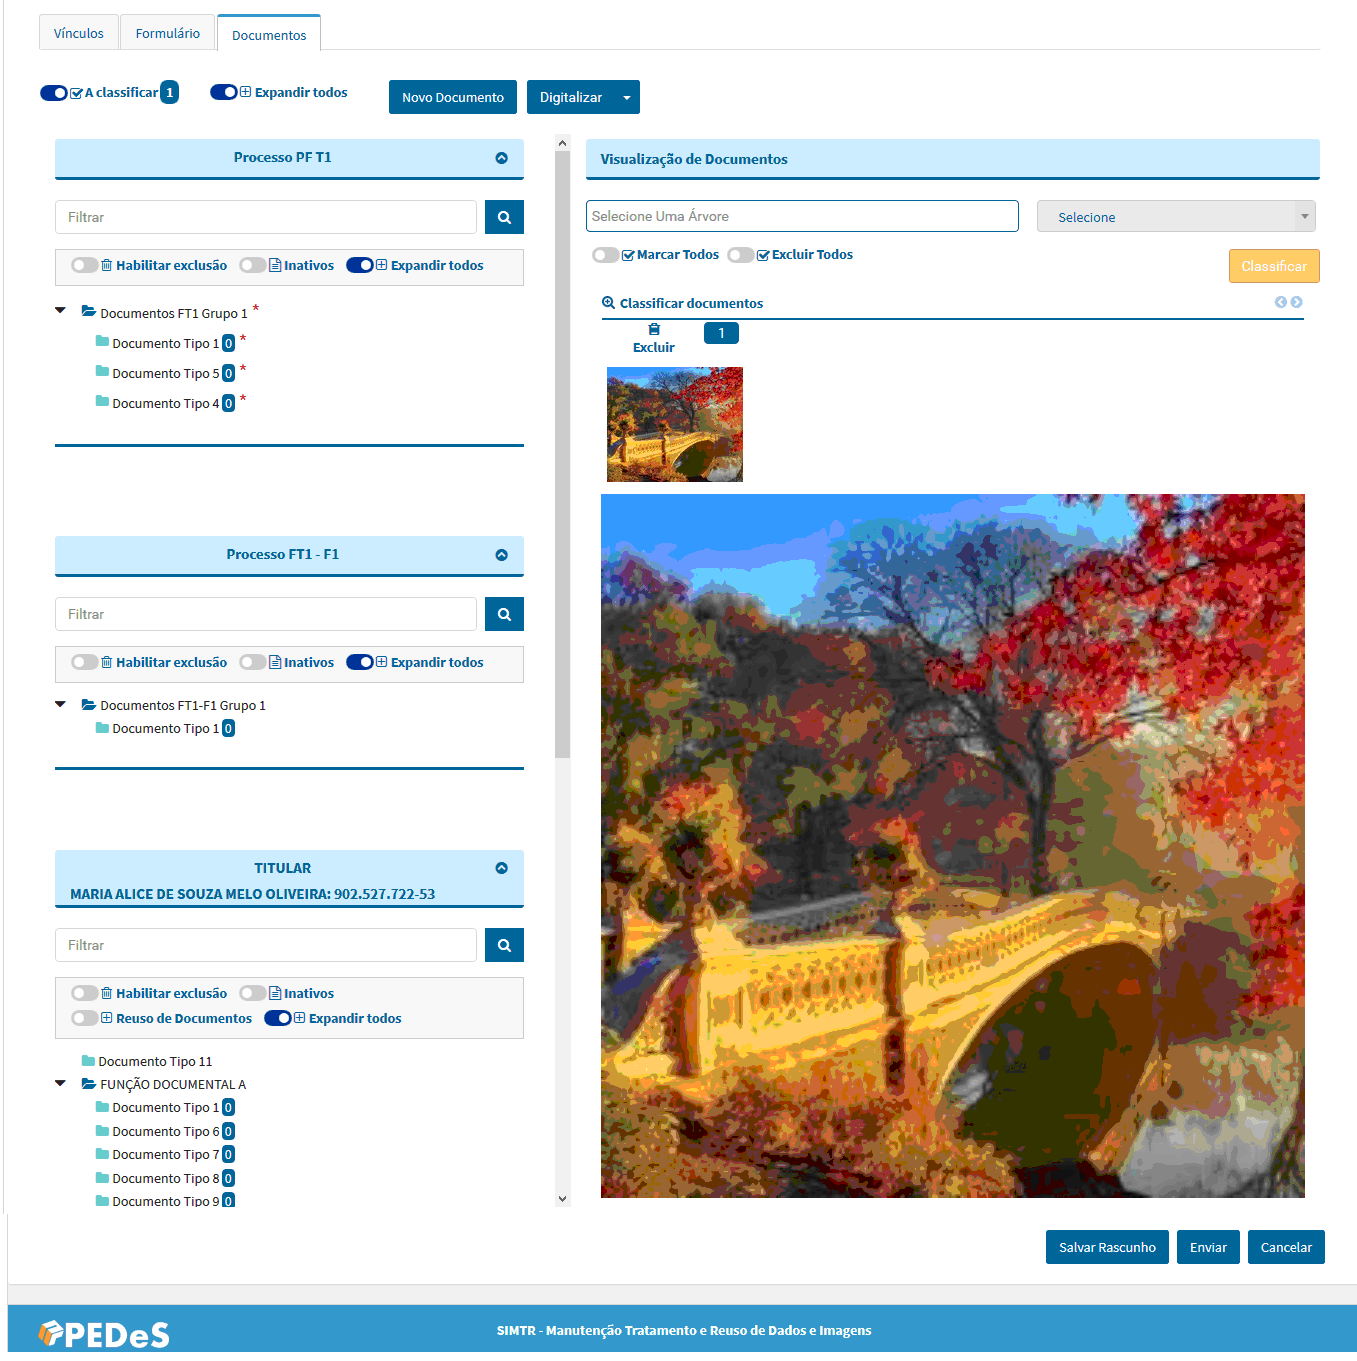 Vínculos Formulário Documentos
A classificar 1 Expandir todos Novo Documento Digitalizar
Processo PF T1
Filtrar
Habilitar exclusão Inativos Expandir todos
Documentos FT1 Grupo 1 *
Documento Tipo 1 0 *
Documento Tipo 5 0 *
Documento Tipo 4 0 *
Processo FT1 - F1
Filtrar
Habilitar exclusão Inativos Expandir todos
Documentos FT1-F1 Grupo 1
Documento Tipo 1 0
TITULAR
MARIA ALICE DE SOUZA MELO OLIVEIRA: 902.527.722-53
Filtrar
Habilitar exclusão Inativos
Reuso de Documentos Expandir todos
Documento Tipo 11
FUNÇÃO DOCUMENTAL A
Documento Tipo 1 0
Documento Tipo 6 0
Documento Tipo 7 0
Documento Tipo 8 0
Documento Tipo 9 0
Visualização de Documentos
Selecione Uma Árvore Selecione
Marcar Todos Excluir Todos
Classificar
Classificar documentos
Excluir 1
Salvar Rascunho Enviar Cancelar
PEDeS
SIMTR - Manutenção Tratamento e Reuso de Dados e Imagens